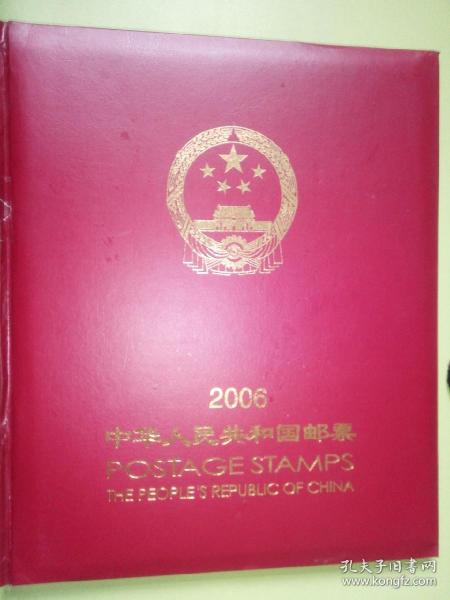 2006
中华人民共和国邮票
POSTAGE STAMPS
THE PEOPLE'S REPUBLIC OF CHINA
孔夫子旧书网
www.kongfz.com